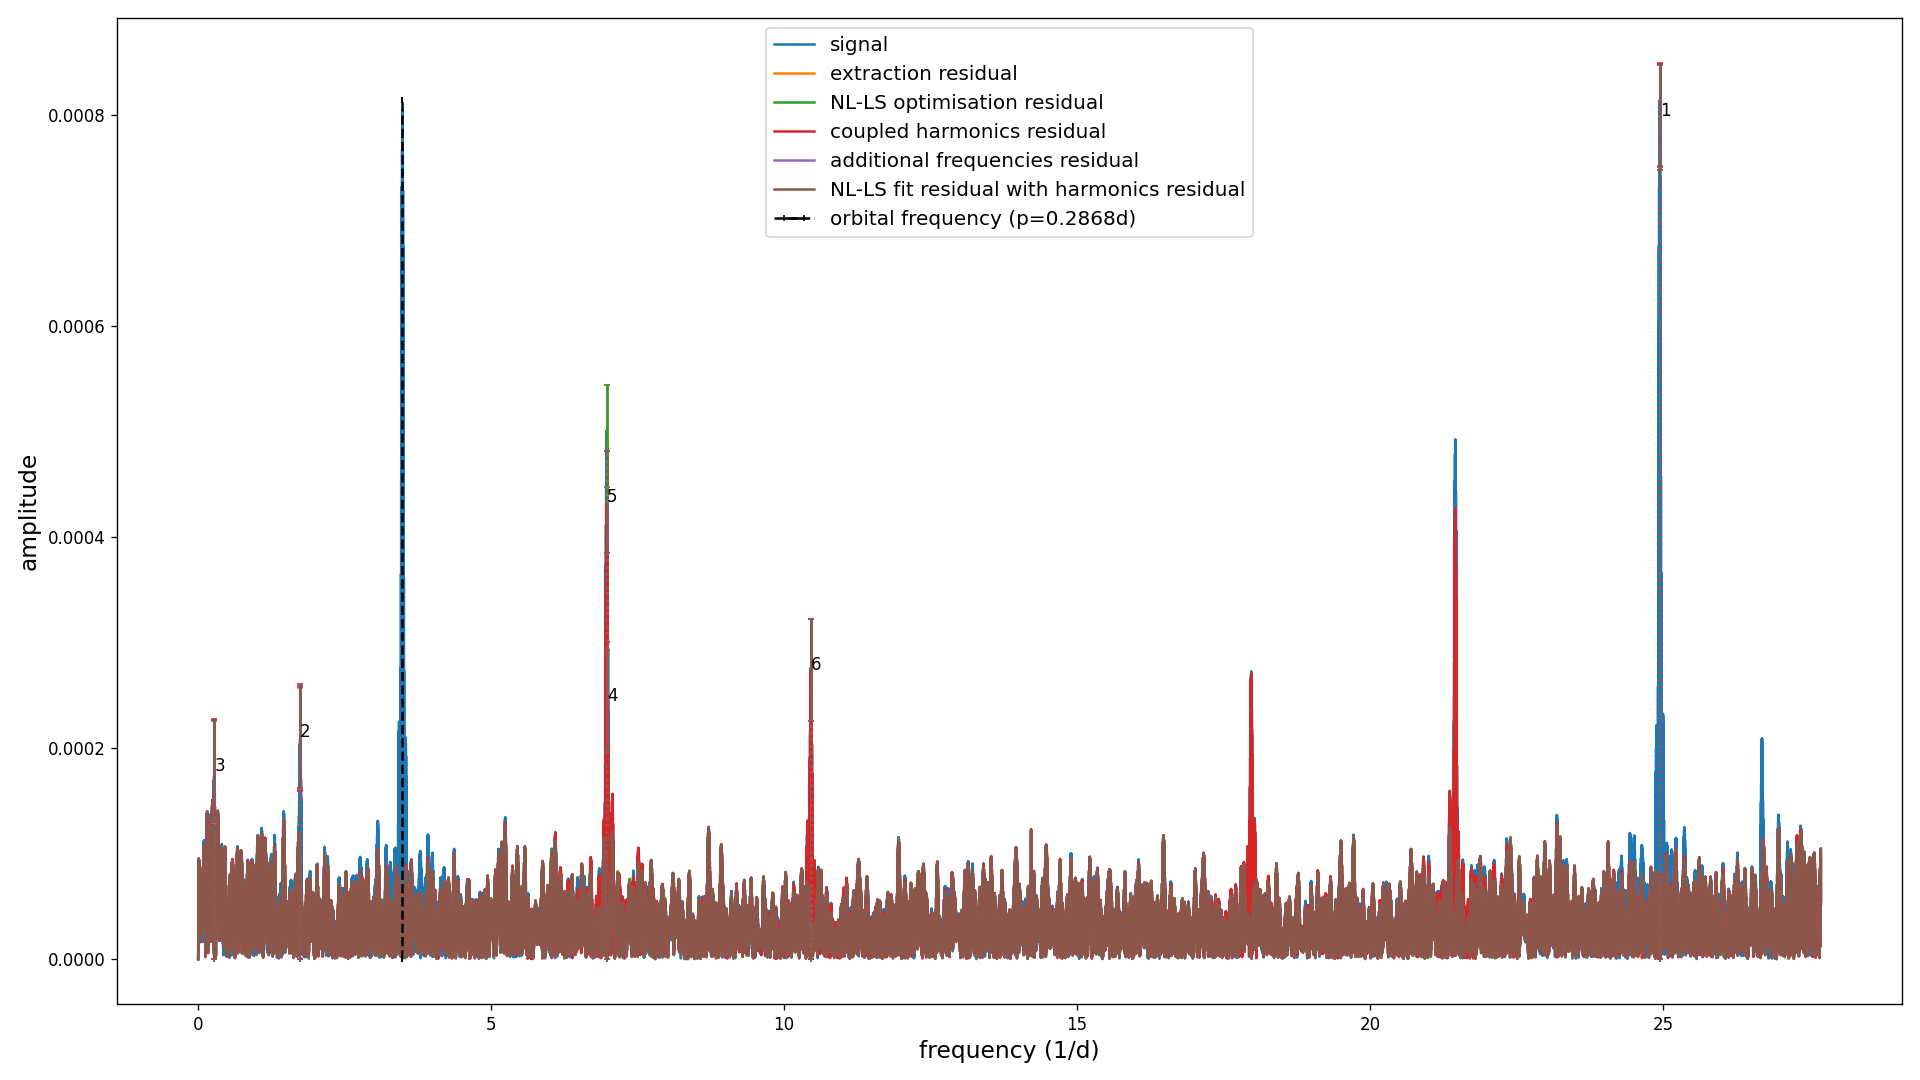 signal
extraction residual
NL-LS optimisation residual
coupled harmonics residual
additional frequencies residual
NL-LS fit residual with harmonics residual
orbital frequency (p=0.2868d)
amplitude
0.0008
0.0006
0.0004
0.0002
0.0000
1
5
4
6
2
3
0
5
10
15
20
25
frequency (1/d)